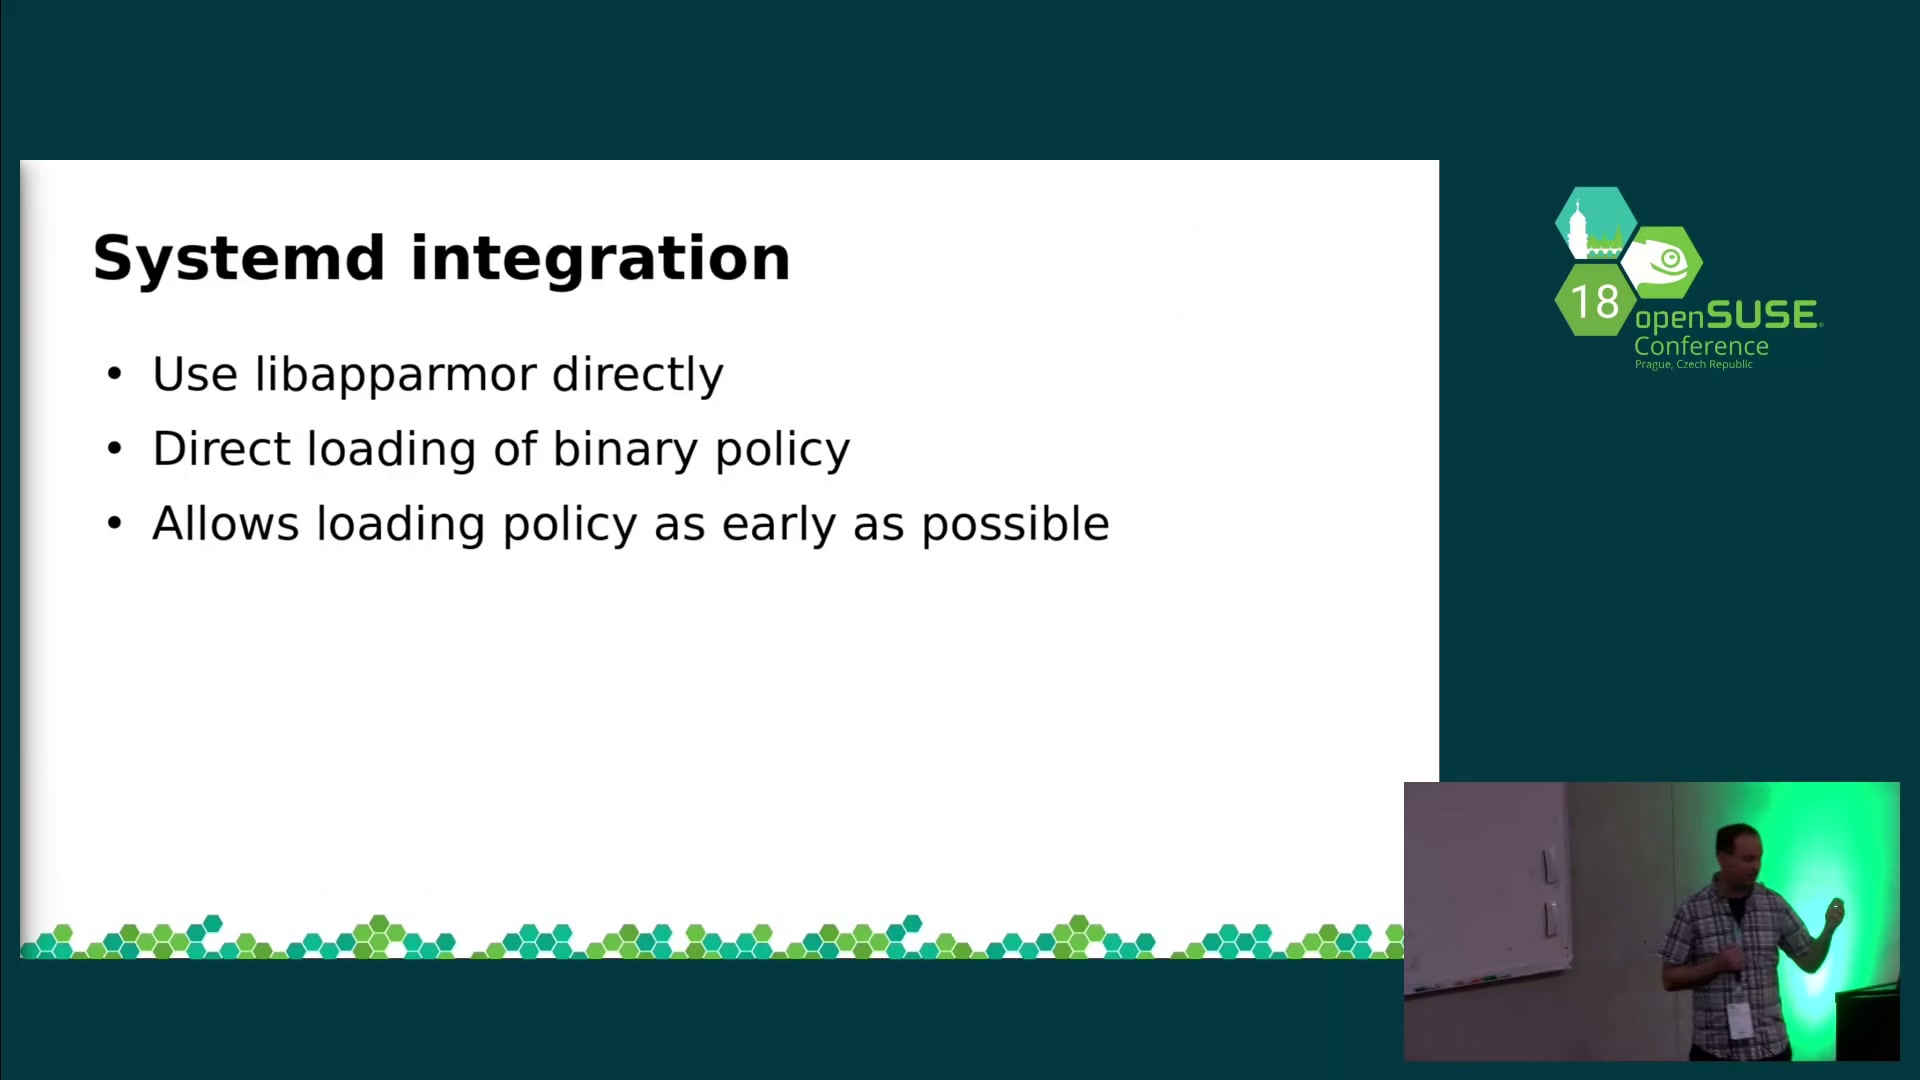 Systemd integration
• Use libapparmor directly
• Direct loading of binary policy
• Allows loading policy as early as possible
18
openSUSE
Conference
Prague, Czech Republic